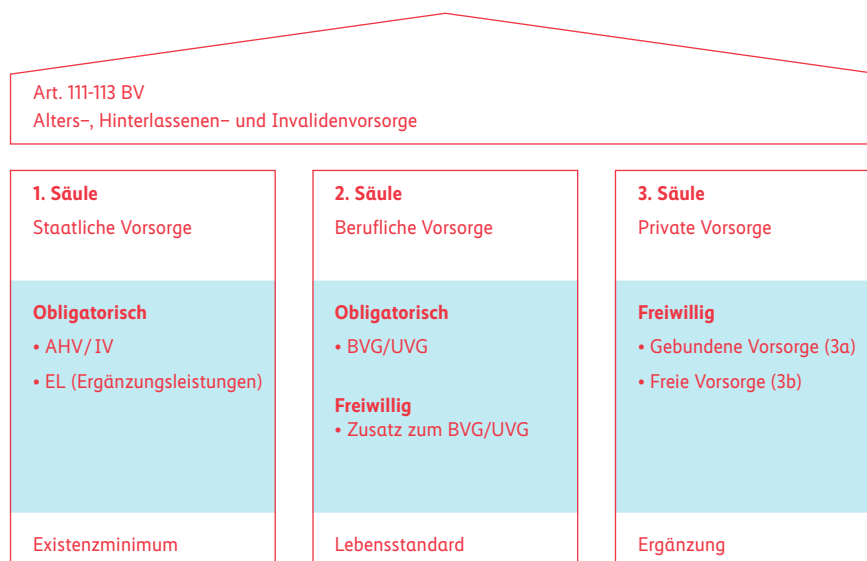 Art. 111-113 BV
Alters–, Hinterlassenen– und Invalidenvorsorge
1. Säule
Staatliche Vorsorge
Obligatorisch
• AHV/IV
• EL (Ergänzungsleistungen)
Existenzminimum
2. Säule
Berufliche Vorsorge
Obligatorisch
• BVG/UVG
Freiwillig
• Zusatz zum BVG/UVG
Lebensstandard
3. Säule
Private Vorsorge
Freiwillig
• Gebundene Vorsorge (3a)
• Freie Vorsorge (3b)
Ergänzung